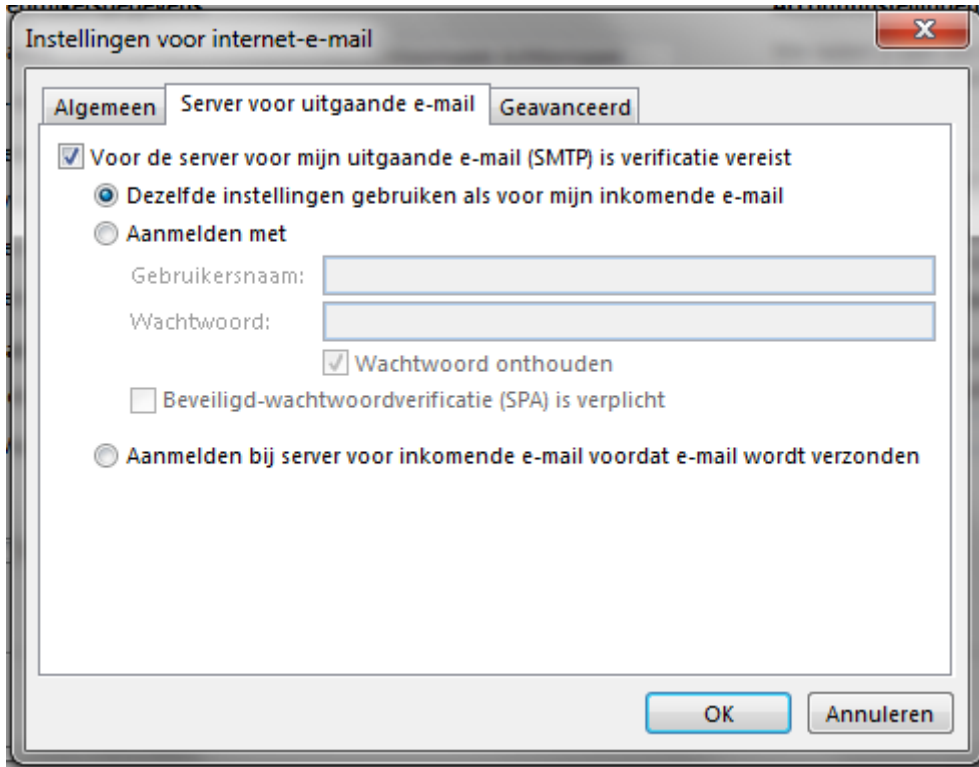 Instellingen voor internet-e-mail
Algemeen
Server voor uitgaande e-mail
Geavanceerd
Voor de server voor mijn uitgaande e-mail (SMTP) is verificatie vereist
Dezelfde instellingen gebruiken als voor mijn inkomende e-mail
Aanmelden met
Gebruikersnaam:
Wachtwoord:
Wachtwoord onthouden
Beveiligd-wachtwoordverificatie (SPA) is verplicht
Aanmelden bij server voor inkomende e-mail voordat e-mail wordt verzonden
OK
Annuleren